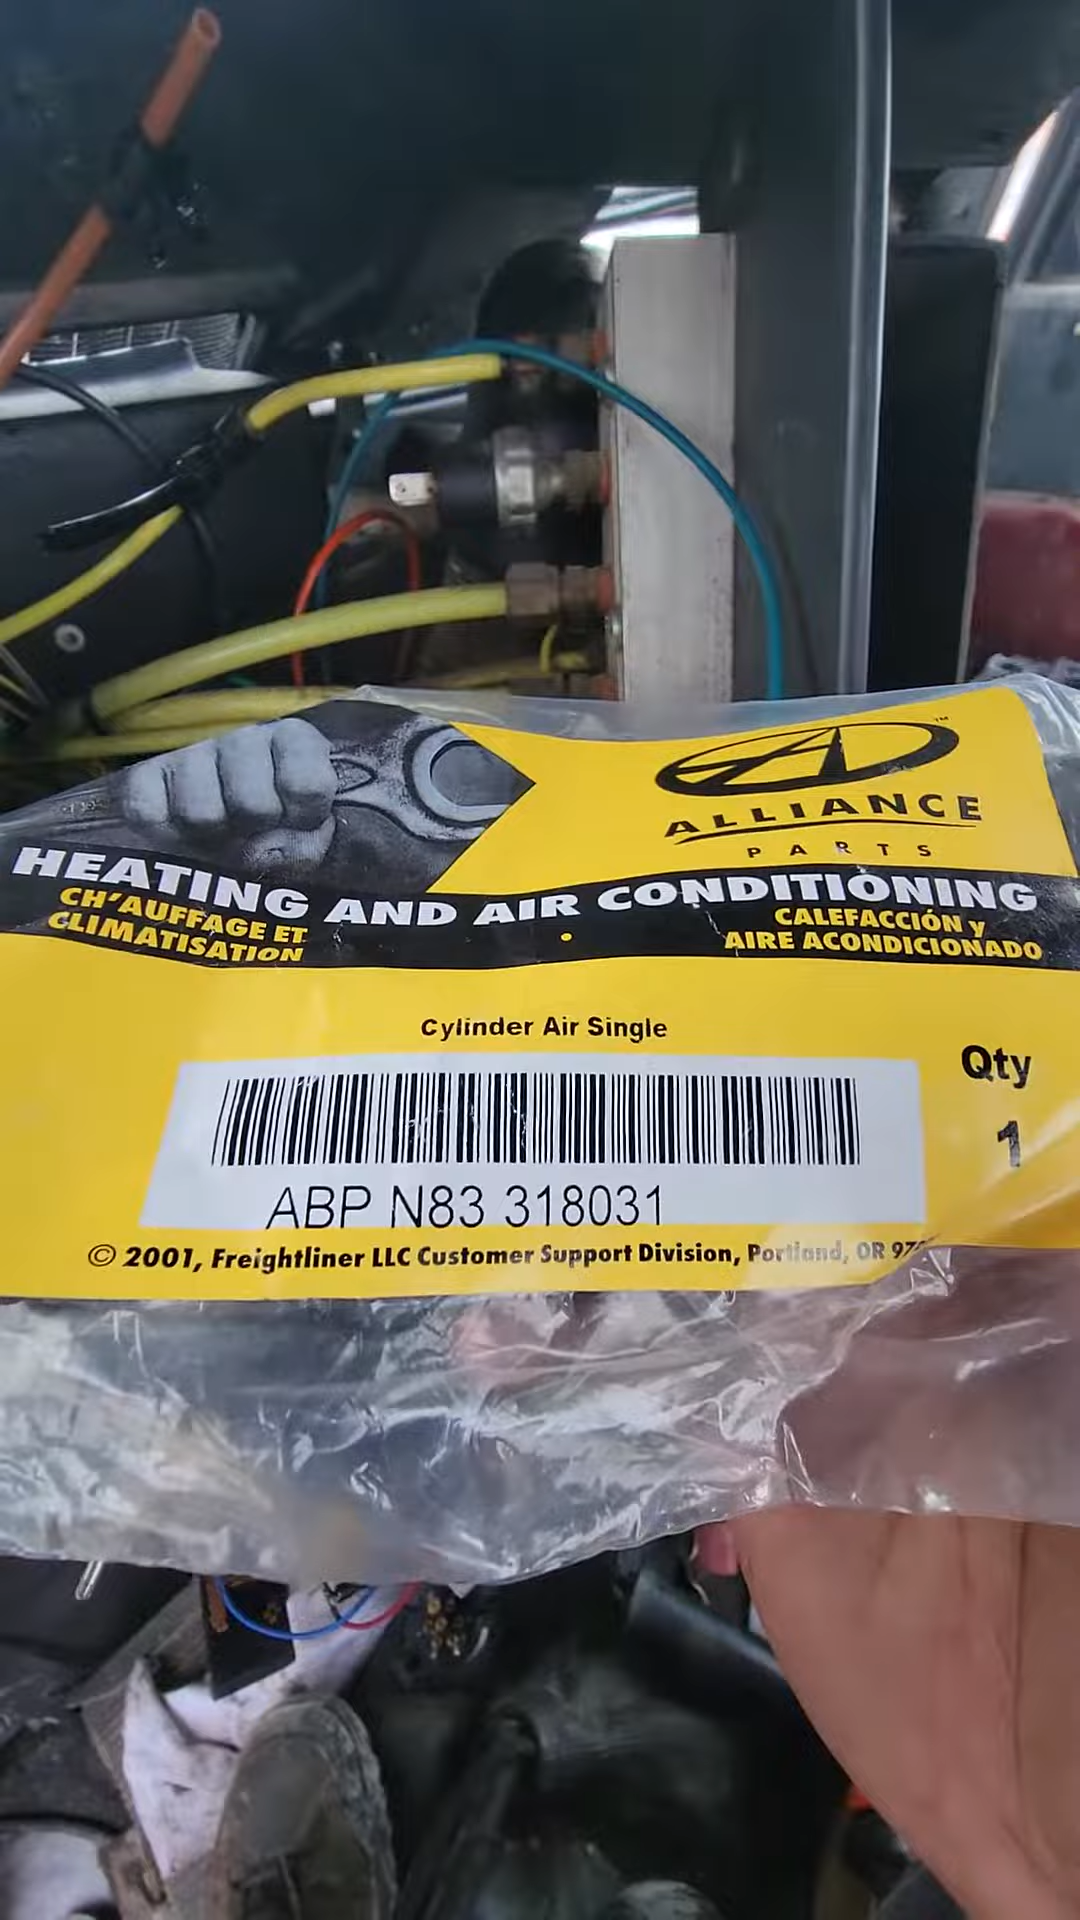 ALLIANCE
™
PARTS
HEATING AND AIR CONDITIONING
CH'AUFFAGE ET
CLIMATISATION
•
CALEFACCIÓN y
AIRE ACONDICIONADO
Cylinder Air Single
Qty
1
ABP N83 318031
© 2001, Freightliner LLC Customer Support Division, Portland, OR